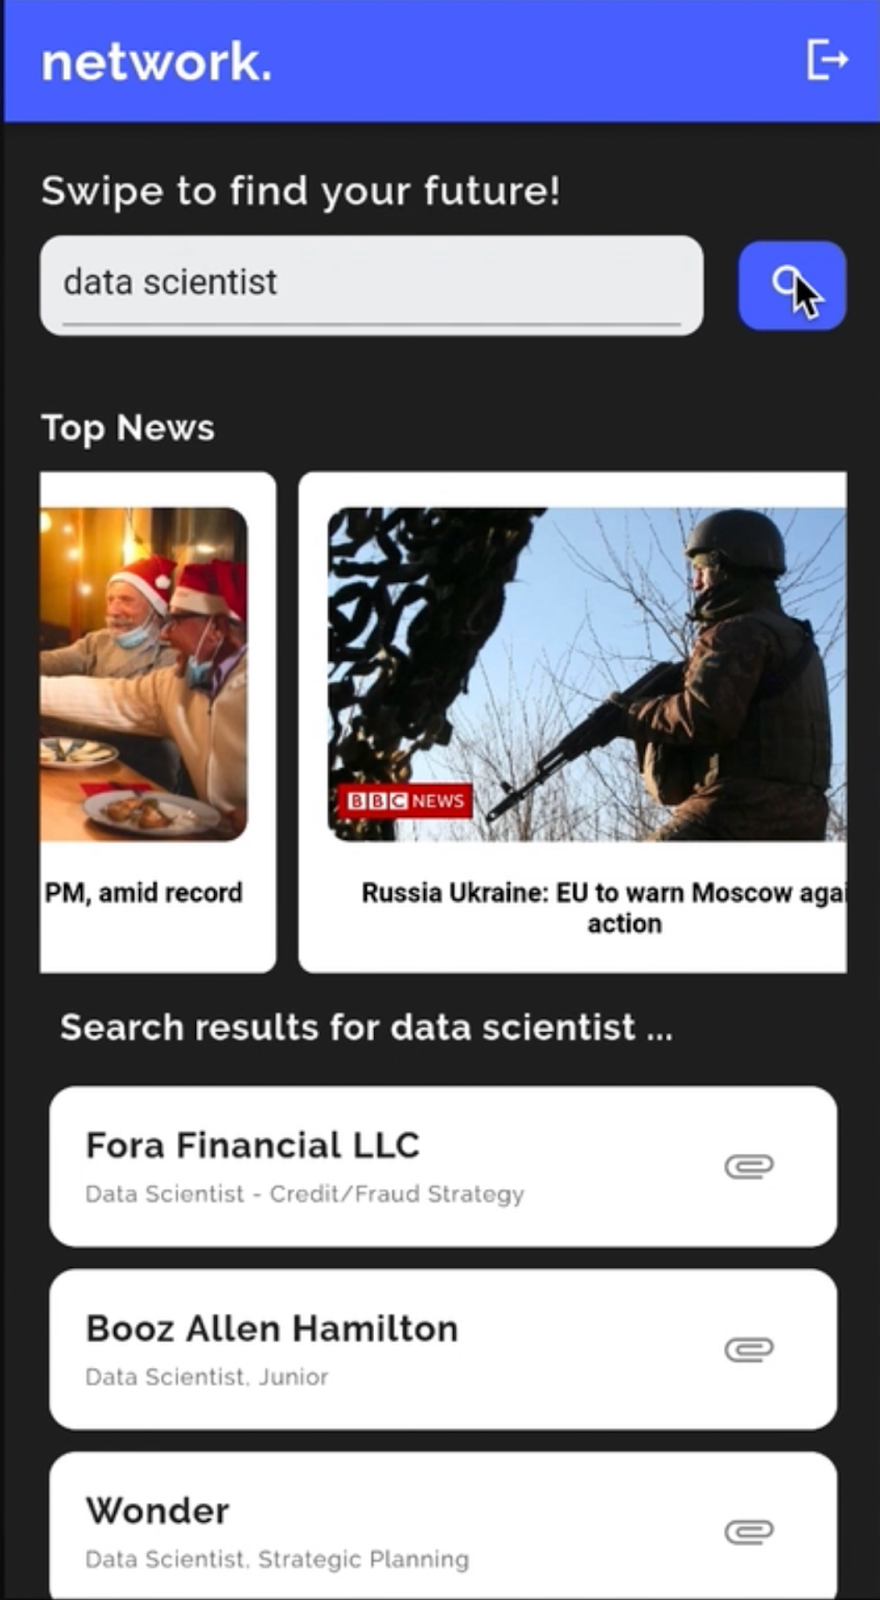 network.
Swipe to find your future!
data scientist
Top News
BBC NEWS
PM, amid record
Russia Ukraine: EU to warn Moscow agai
action
Search results for data scientist ...
Fora Financial LLC
Data Scientist - Credit/Fraud Strategy
Booz Allen Hamilton
Data Scientist, Junior
Wonder
Data Scientist, Strategic Planning